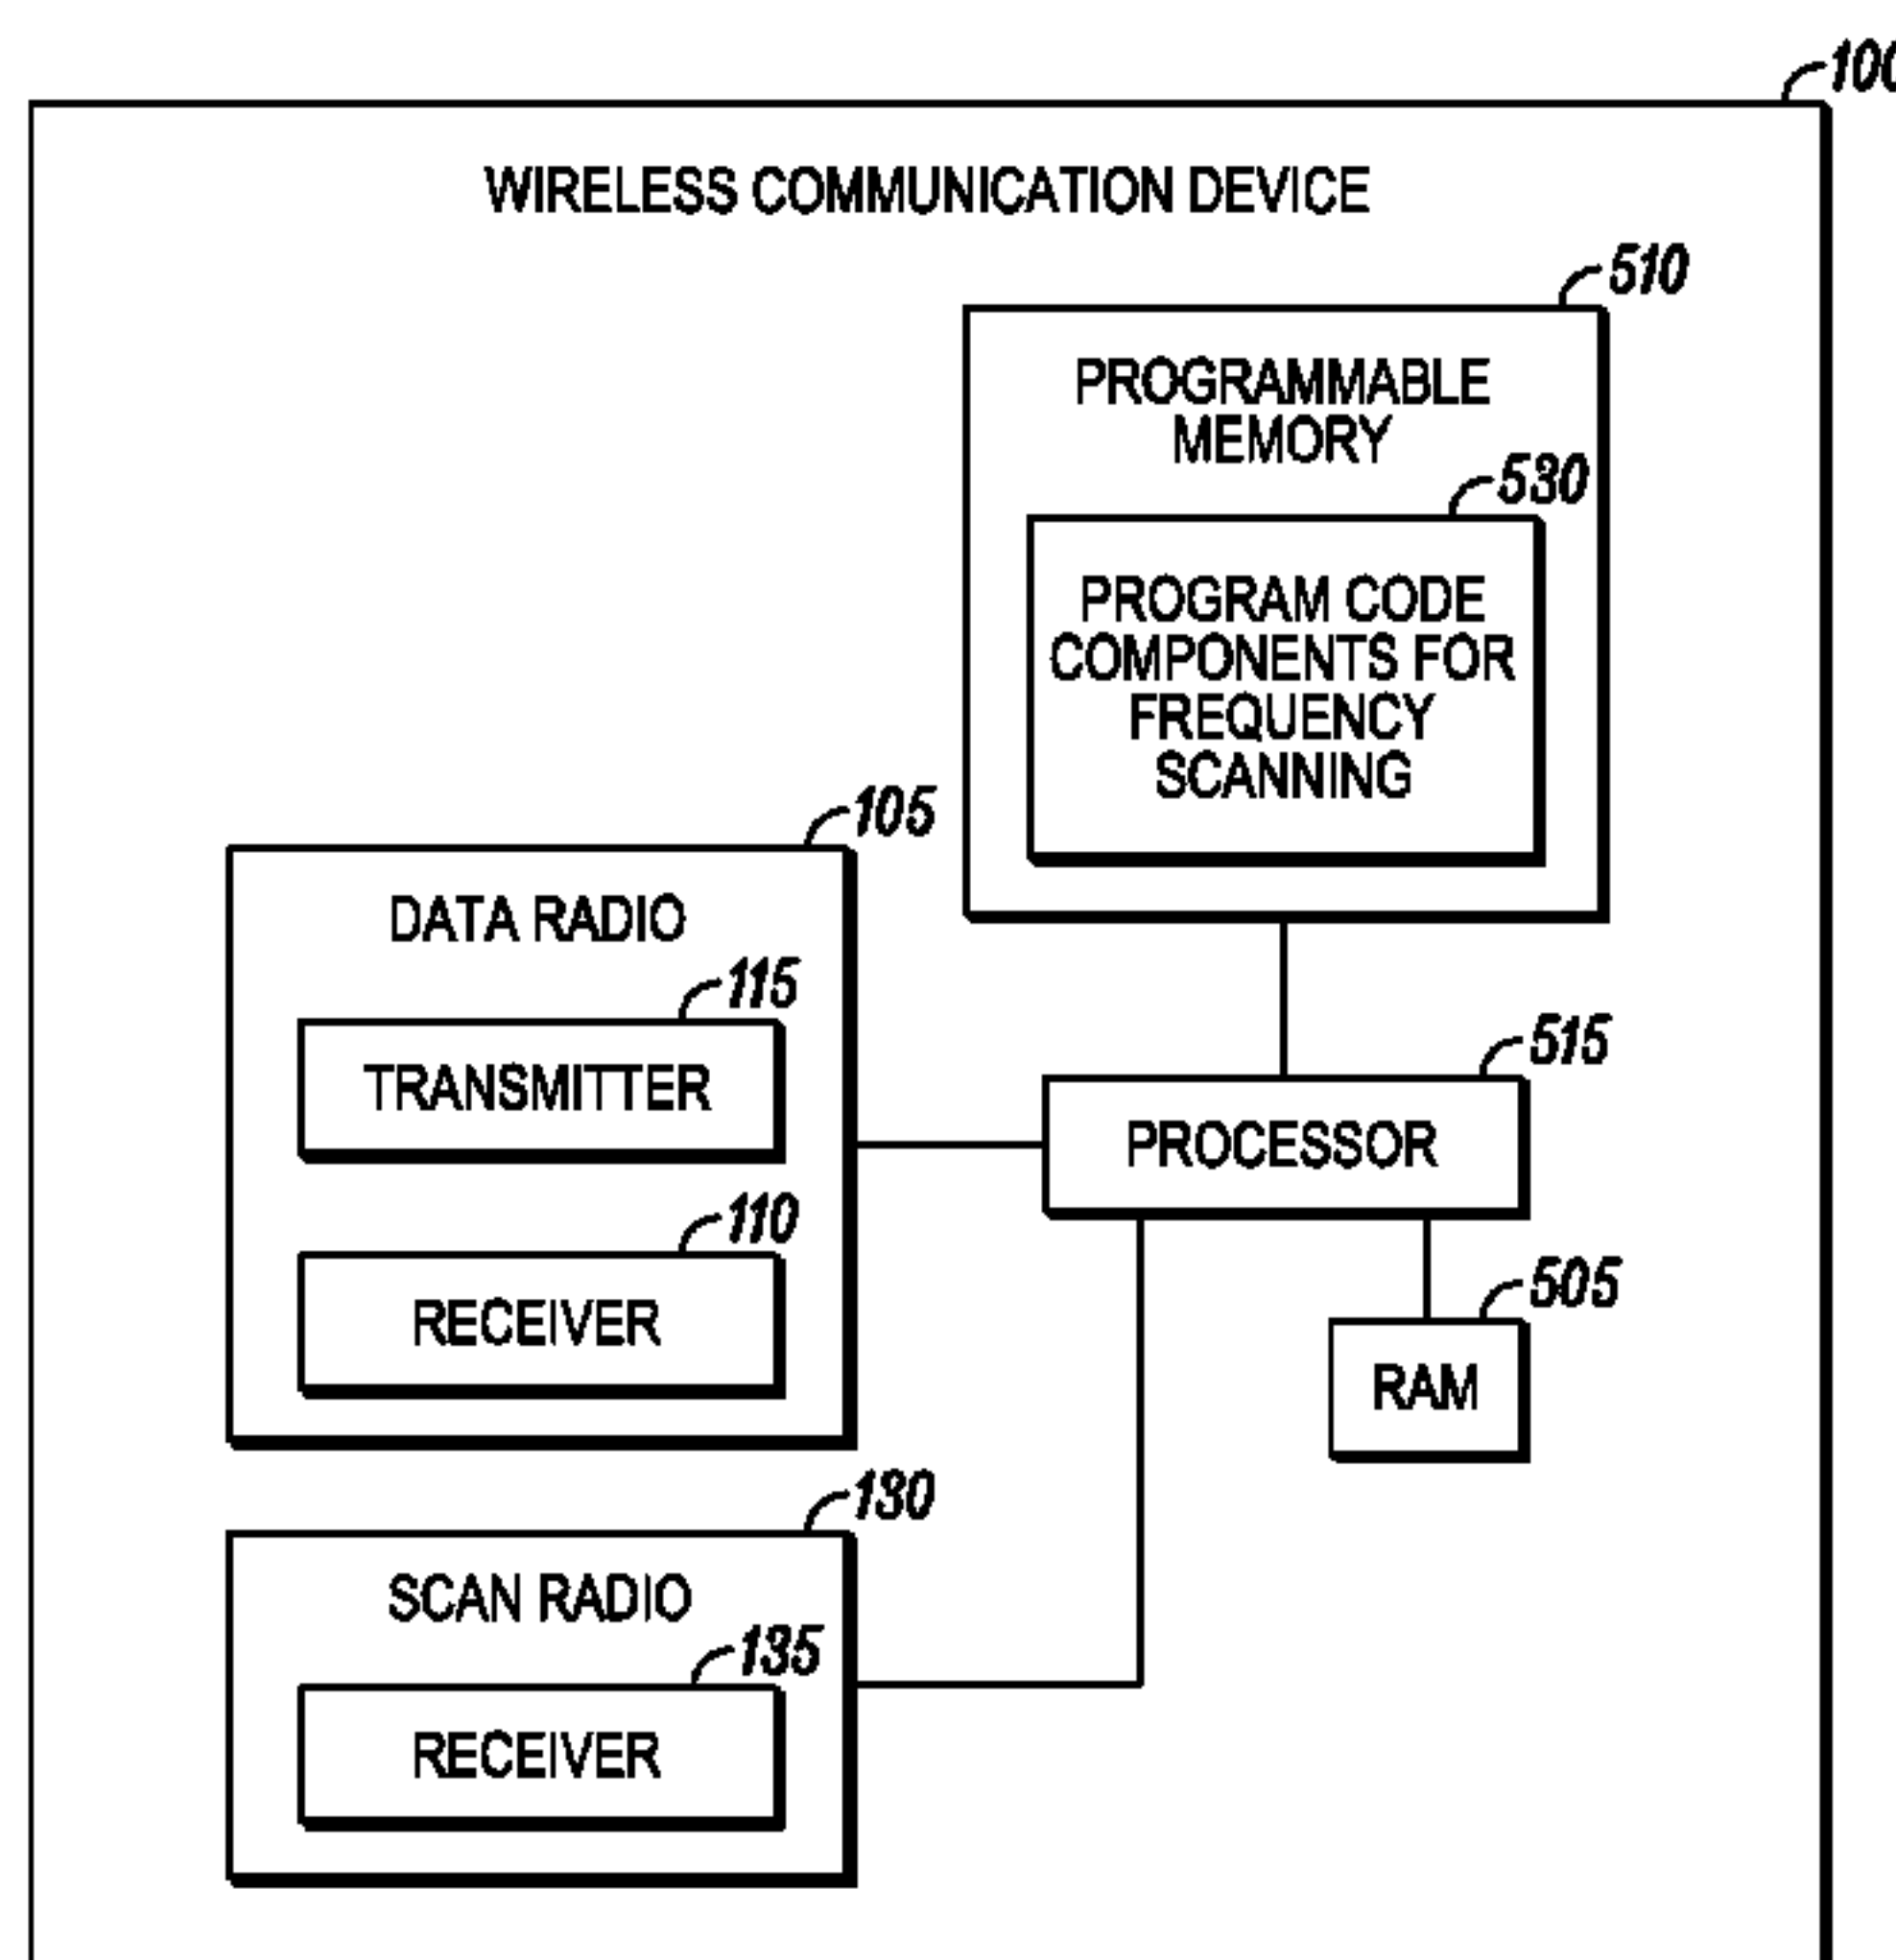 100
WIRELESS COMMUNICATION DEVICE
510
PROGRAMMABLE
MEMORY
530
PROGRAM CODE
COMPONENTS FOR
FREQUENCY
SCANNING
105
DATA RADIO
115
TRANSMITTER
515
PROCESSOR
110
RECEIVER
505
RAM
130
SCAN RADIO
135
RECEIVER